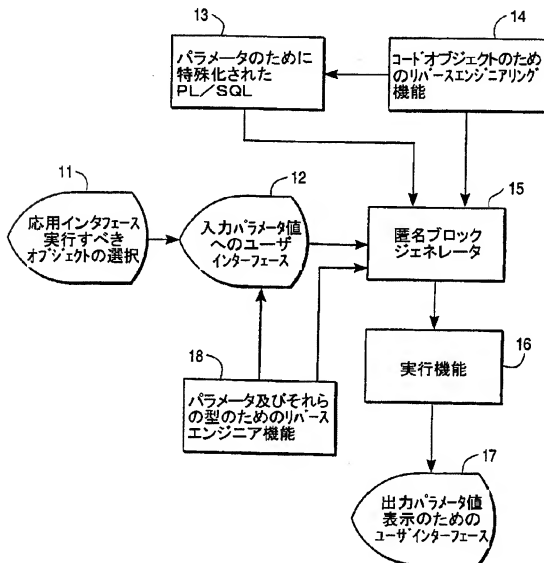 13
14
パラメータのために
特殊化された
PL/SQL
コードオブジェクトのため
のリバースエンジニアリング
機能
11
12
15
応用インタフェース
実行すべき
オブジェクトの選択
入力パラメータ値
へのユーザ
インターフェース
匿名ブロック
ジェネレータ
18
パラメータ及びそれら
の型のためのリバース
エンジニア機能
16
実行機能
17
出力パラメータ値
表示のための
ユーザインターフェース